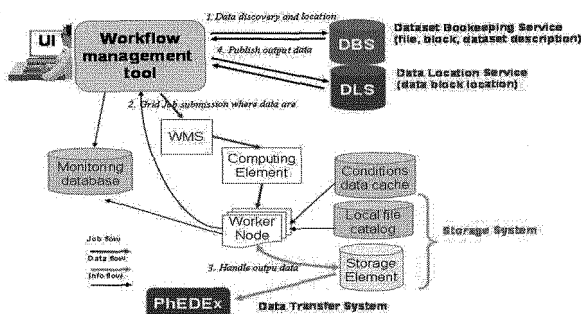 1. Data discovery and location
UI
Workflow
management
tool
DBS
Dataset Bookeeping Service
(file, block, dataset description)
4. Publish output data
DLS
Data Location Service
(data block location)
2. Grid Job submission where data are
WMS
Monitoring
database
Computing
Element
Conditions
data cache
Worker
Node
Local file
catalog
Storage System
Job flow
Data flow
Info flow
3. Handle output data
Storage
Element
PhEDEx
Data Transfer System